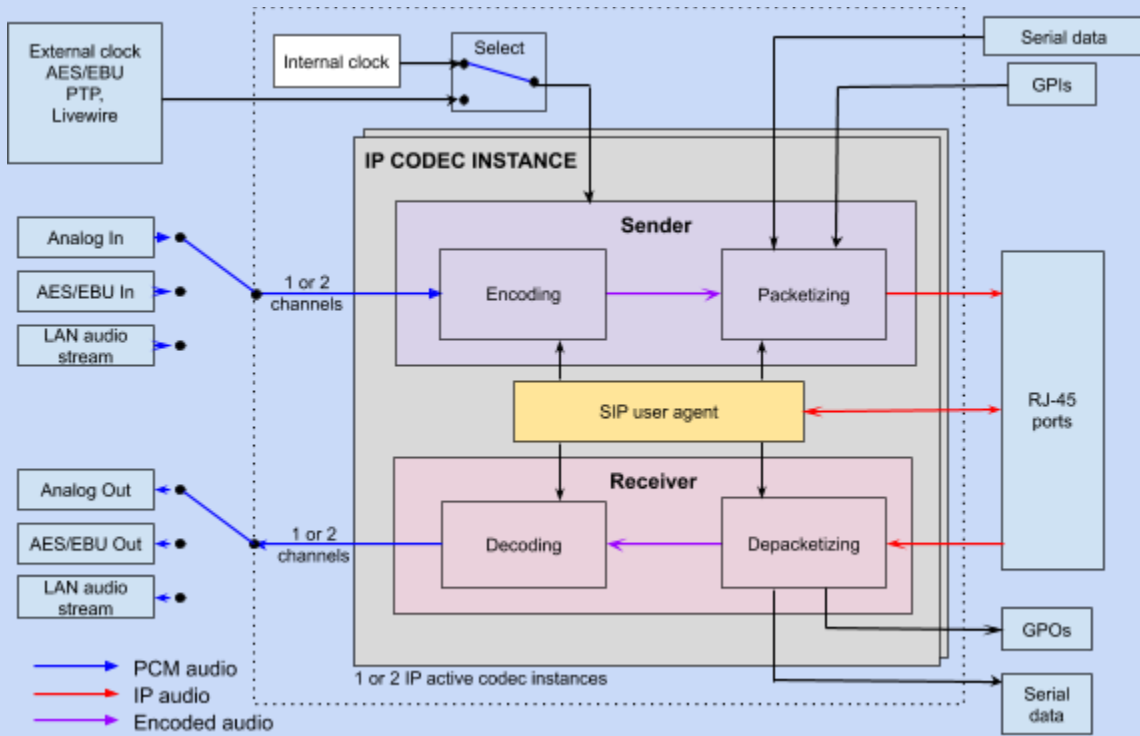 External clock
AES/EBU
PTP,
Livewire
Internal clock
Select
Serial data
GPIs
IP CODEC INSTANCE
Sender
Analog In
AES/EBU In
LAN audio
stream
1 or 2
channels
Encoding
Packetizing
SIP user agent
RJ-45
ports
Receiver
Analog Out
AES/EBU Out
LAN audio
stream
1 or 2
channels
Decoding
Depacketizing
GPOs
Serial
data
1 or 2 IP active codec instances
PCM audio
IP audio
Encoded audio